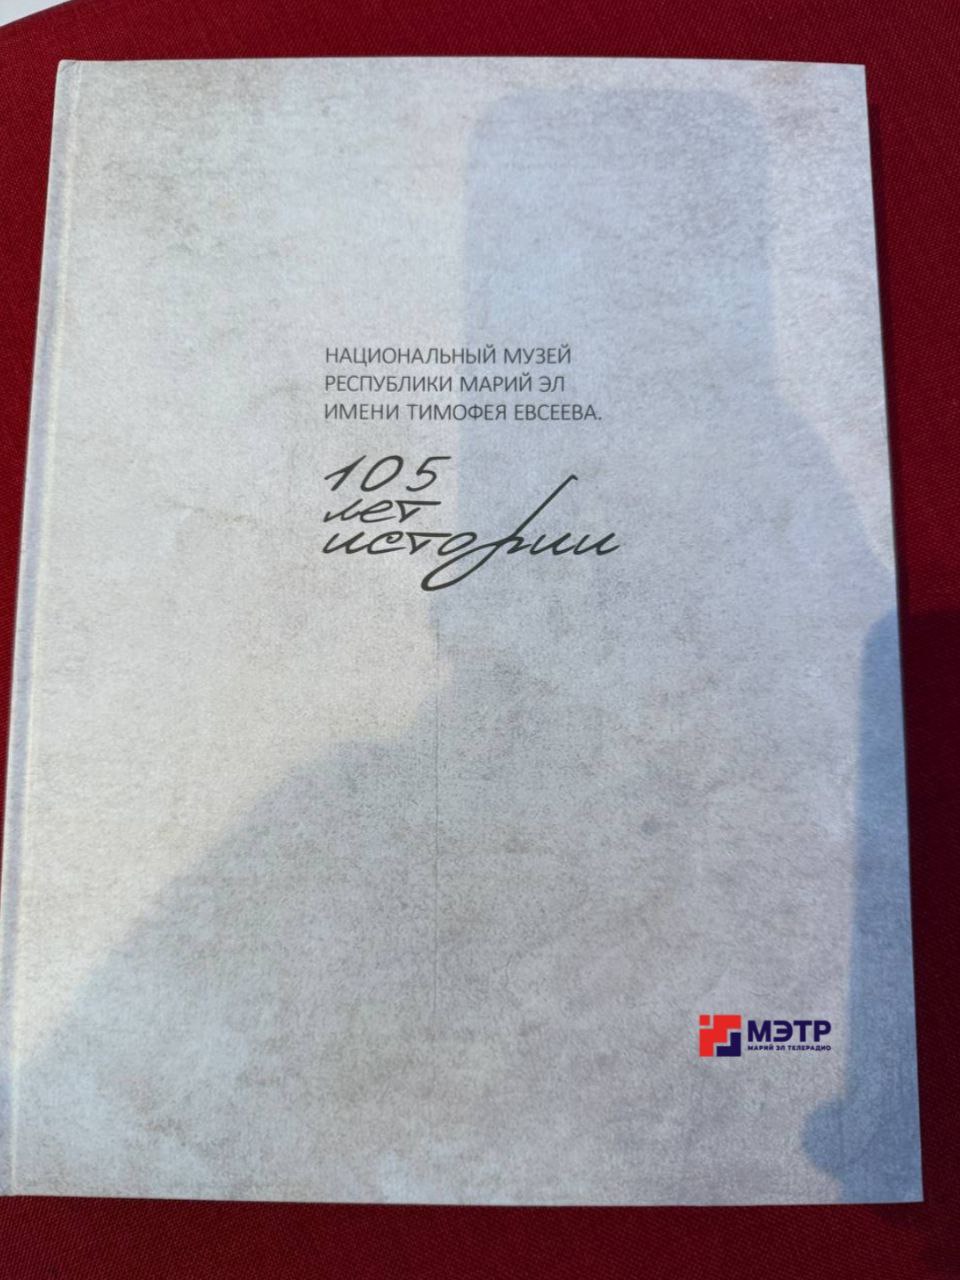 НАЦИОНАЛЬНЫЙ МУЗЕЙ
РЕСПУБЛИКИ МАРИЙ ЭЛ
ИМЕНИ ТИМОФЕЯ ЕВСЕЕВА.
105
лет
истории
МЭТР
МАРИЙ ЭЛ ТЕЛЕРАДИО